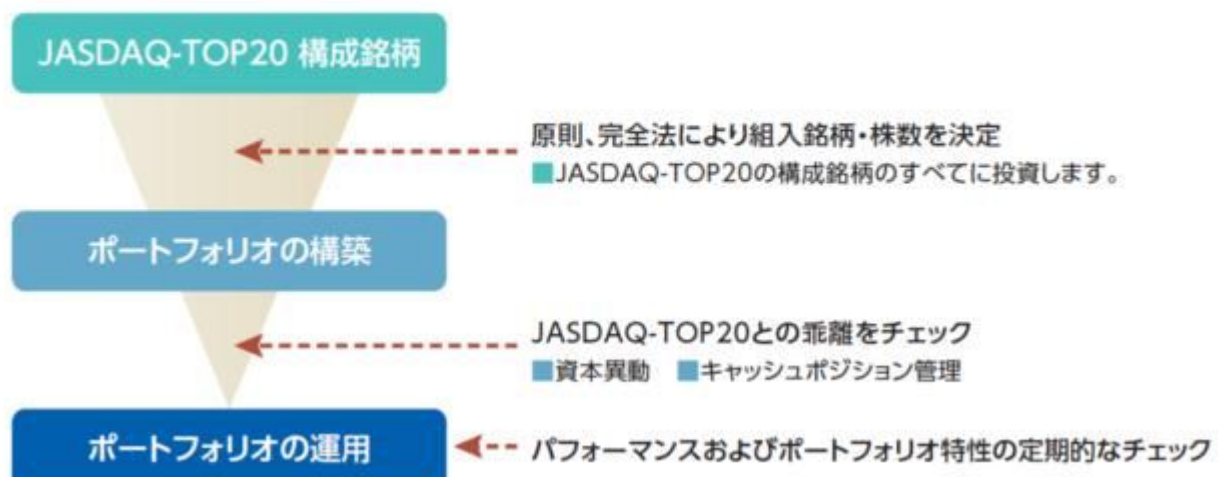 JASDAQ-TOP20 構成銘柄
原則、完全法により組入銘柄・株数を決定
■JASDAQ-TOP20の構成銘柄のすべてに投資します。
ポートフォリオの構築
JASDAQ-TOP20との乖離をチェック
■資本異動 ■キャッシュポジション管理
ポートフォリオの運用
パフォーマンスおよびポートフォリオ特性の定期的なチェック